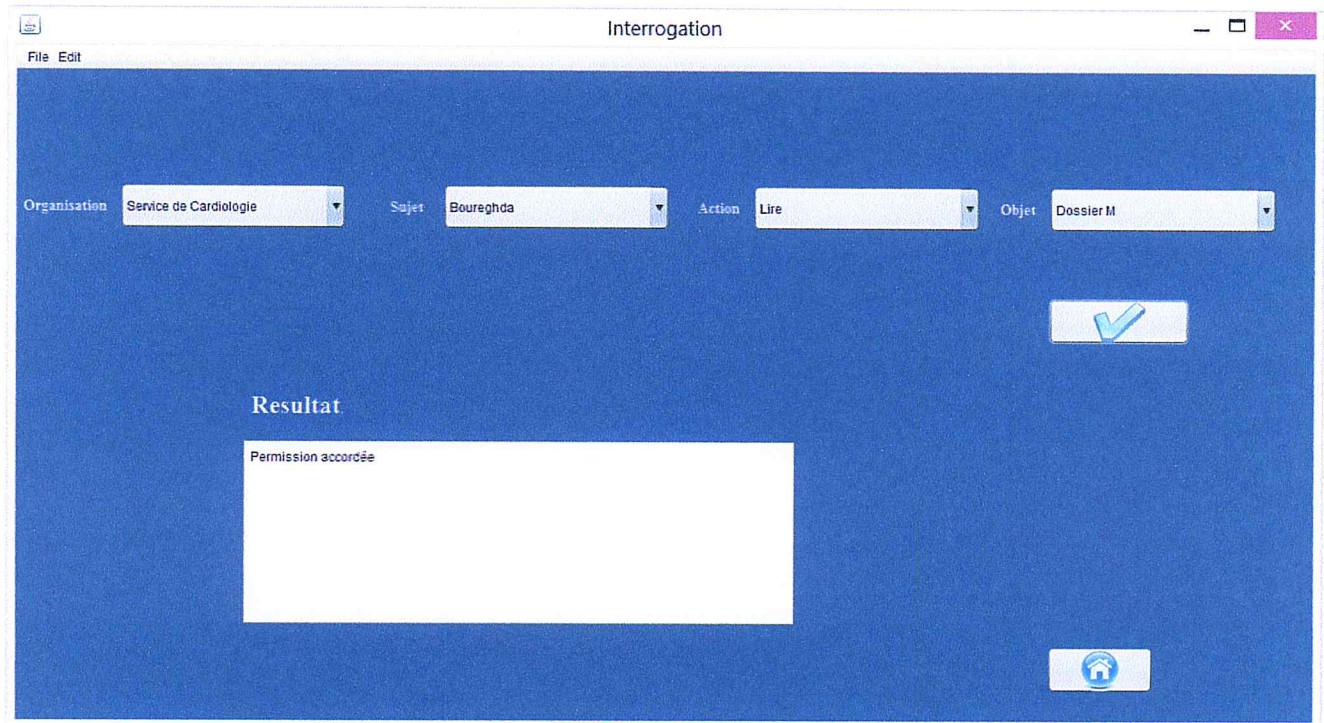 Interrogation
File Edit
Organisation Service de Cardiologie Sujet Boureghda Action Lire Objet Dossier M
Resultat
Permission accordée